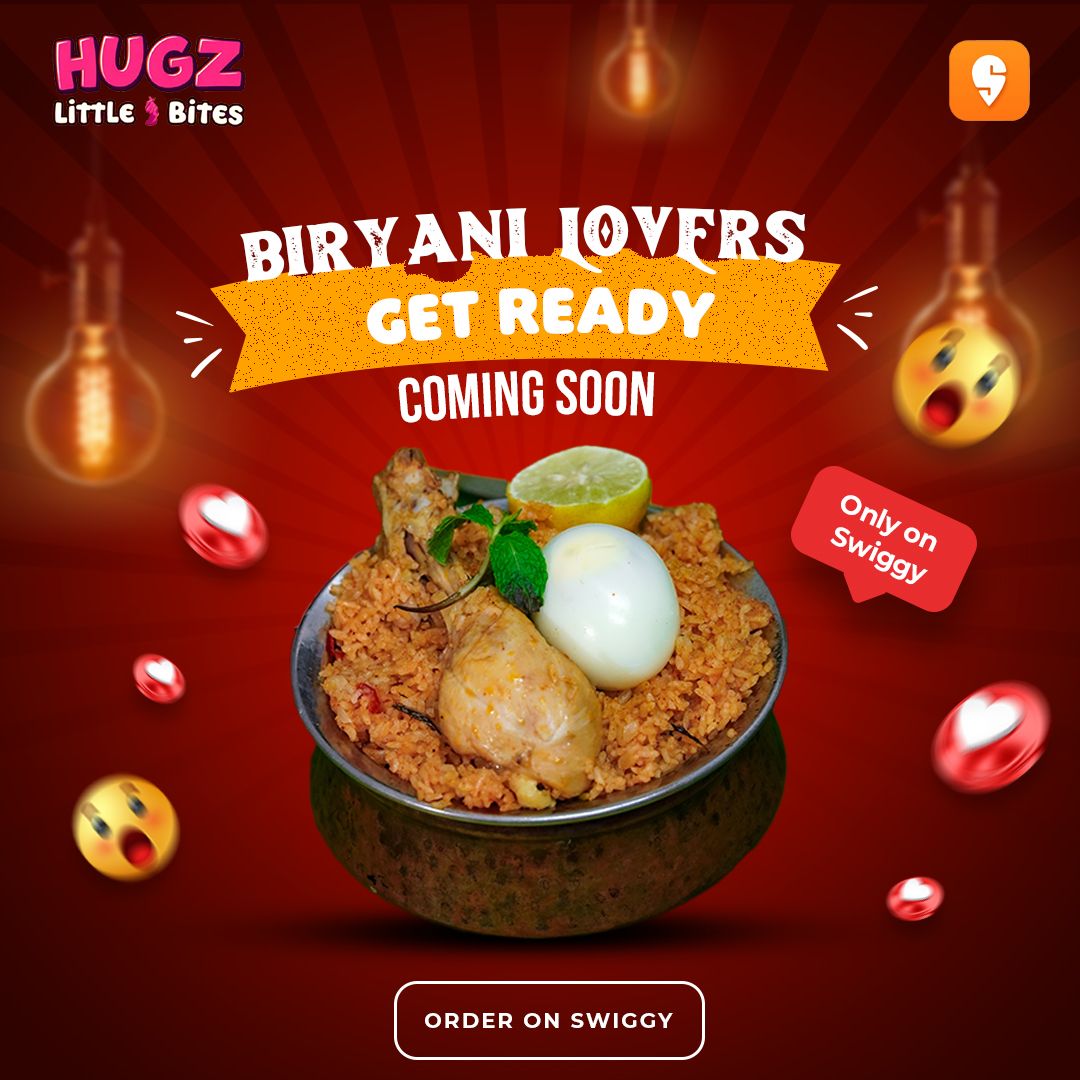 HUGZ
LiTTLE BiTES
BIRYANI LOVERS
GET READY
COMING SOON
Only on
Swiggy
ORDER ON SWIGGY